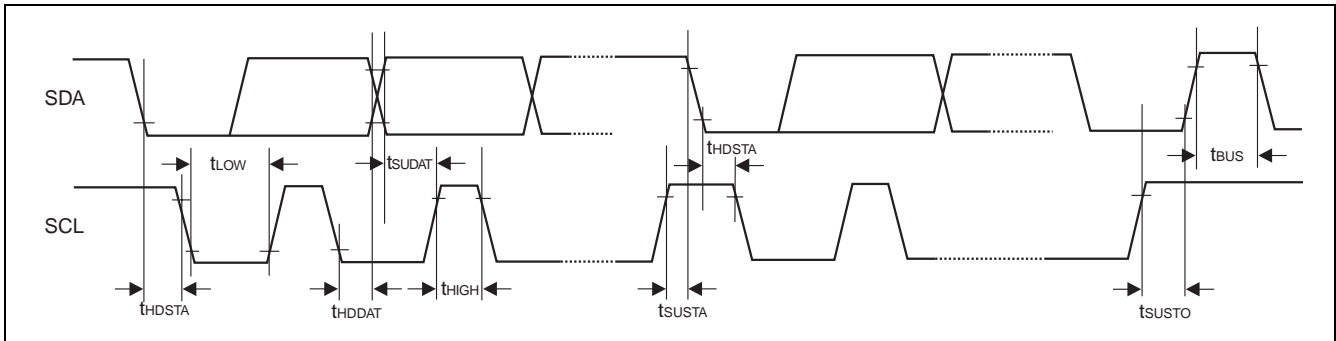 SDA
tLOW
tSUDAT
tHDSTA
tBUS
SCL
tHDSTA
tHDDAT
tHIGH
tSUSTA
tSUSTO